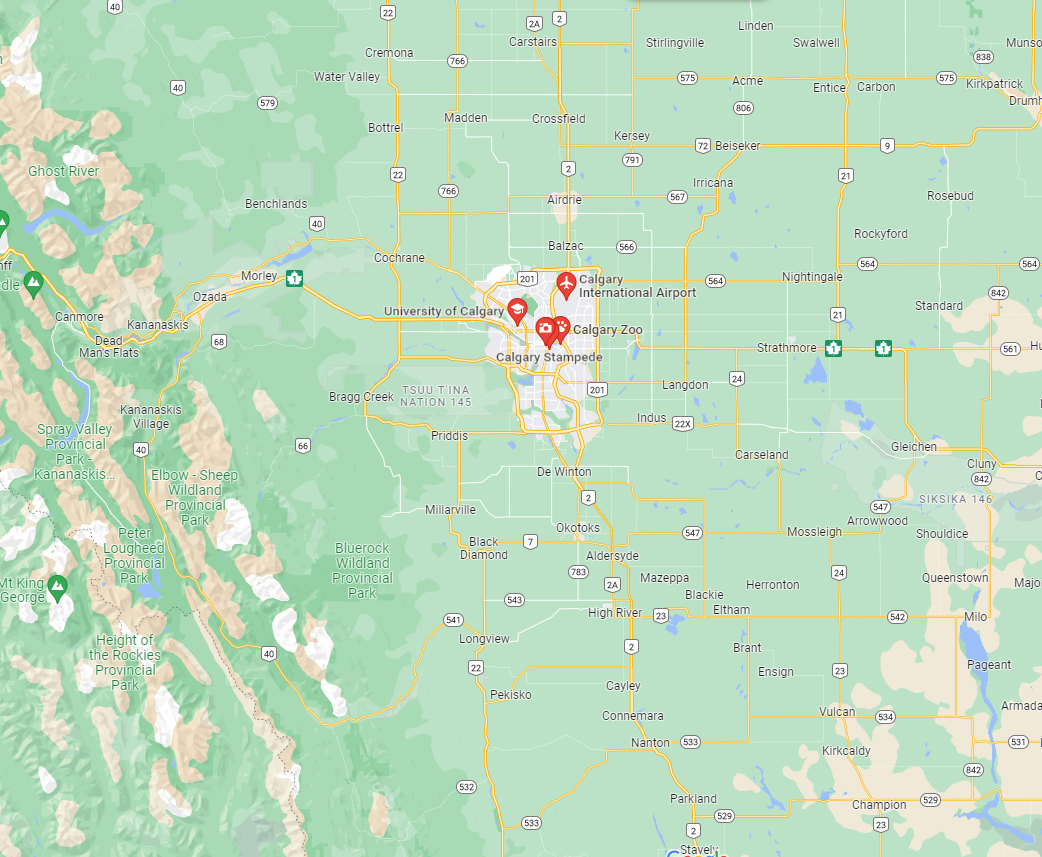 40
22
2A
2
Linden
Carstairs
Stirlingville
Swalwell
Munso
Cremona
766
838
Water Valley
575
Acme
575
Kirkpatrick
40
Entice
Carbon
579
806
Drumh
Bottrel
Madden
Crossfield
Kersey
72
Beiseker
9
791
Ghost River
2
22
21
766
Irricana
567
Rosebud
Airdrie
Benchlands
40
Rockyford
Balzac
566
Cochrane
564
564
ff
Morley
1
201
Calgary
International Airport
564
Nightingale
dle
842
Ozada
Standard
University of Calgary
21
Canmore
Kananaskis
Calgary Zoo
Dead
Man's Flats
68
Calgary Stampede
Strathmore
1
1
561
Hu
24
Langdon
TSUU T'INA
NATION 145
201
Bragg Creek
Kananaskis
Village
Indus
22X
Spray Valley
Provincial
Park -
Kananaskis...
40
66
Priddis
Gleichen
Carseland
Cluny
De Winton
Elbow - Sheep
Wildland
Provincial
Park
842
C
2
SIKSIKA 146
547
Millarville
Arrowwood
Okotoks
547
Mossleigh
Shouldice
Peter
Lougheed
Provincial
Park
Black
Diamond
7
Bluerock
Wildland
Provincial
Park
Aldersyde
783
24
Mt King
George
2A
Mazeppa
Herronton
Queenstown
Majo
Blackie
543
High River
23
Eltham
541
542
Milo
Height of
the Rockies
Provincial
Park
Longview
40
2
Brant
22
Ensign
23
Pageant
Cayley
Pekisko
Armada
Connemara
Vulcan
534
Nanton
533
531
Kirkcaldy
842
532
Parkland
Champion
529
529
533
2
23
Stavely
Google